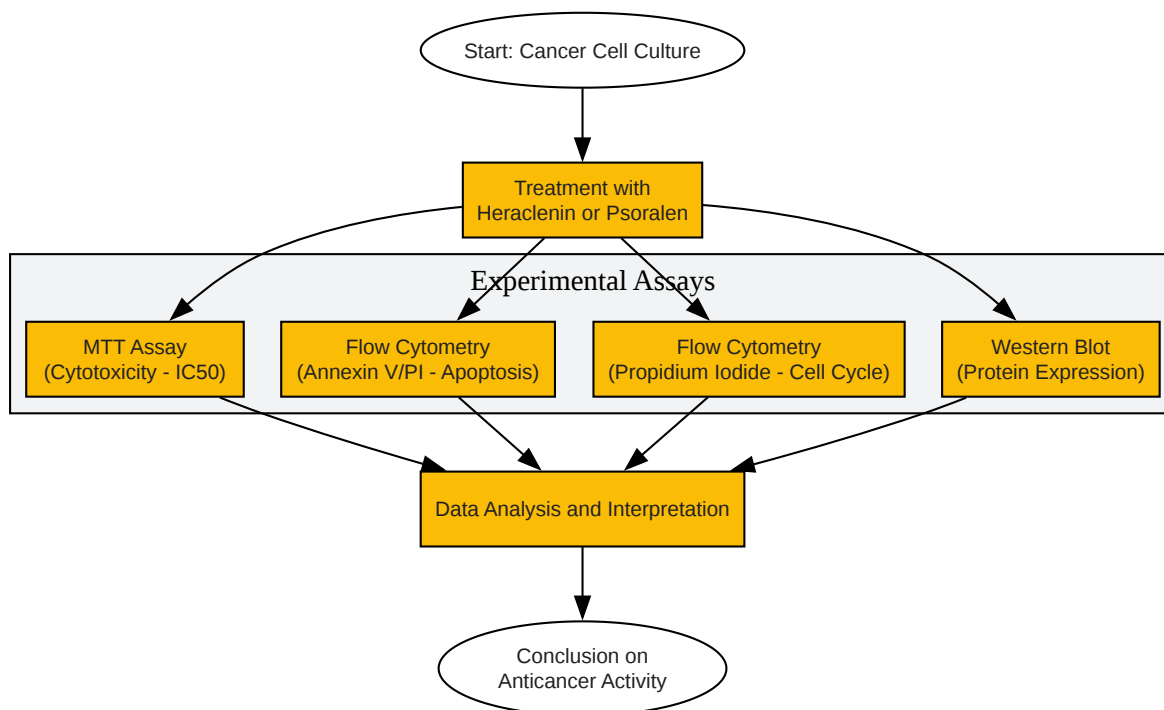 Start: Cancer Cell Culture
Treatment with
Heraclenin or Psoralen
Experimental Assays
MTT Assay
(Cytotoxicity - IC50)
Flow Cytometry
(Annexin V/PI - Apoptosis)
Flow Cytometry
(Propidium Iodide - Cell Cycle)
Western Blot
(Protein Expression)
Data Analysis and Interpretation
Conclusion on
Anticancer Activity